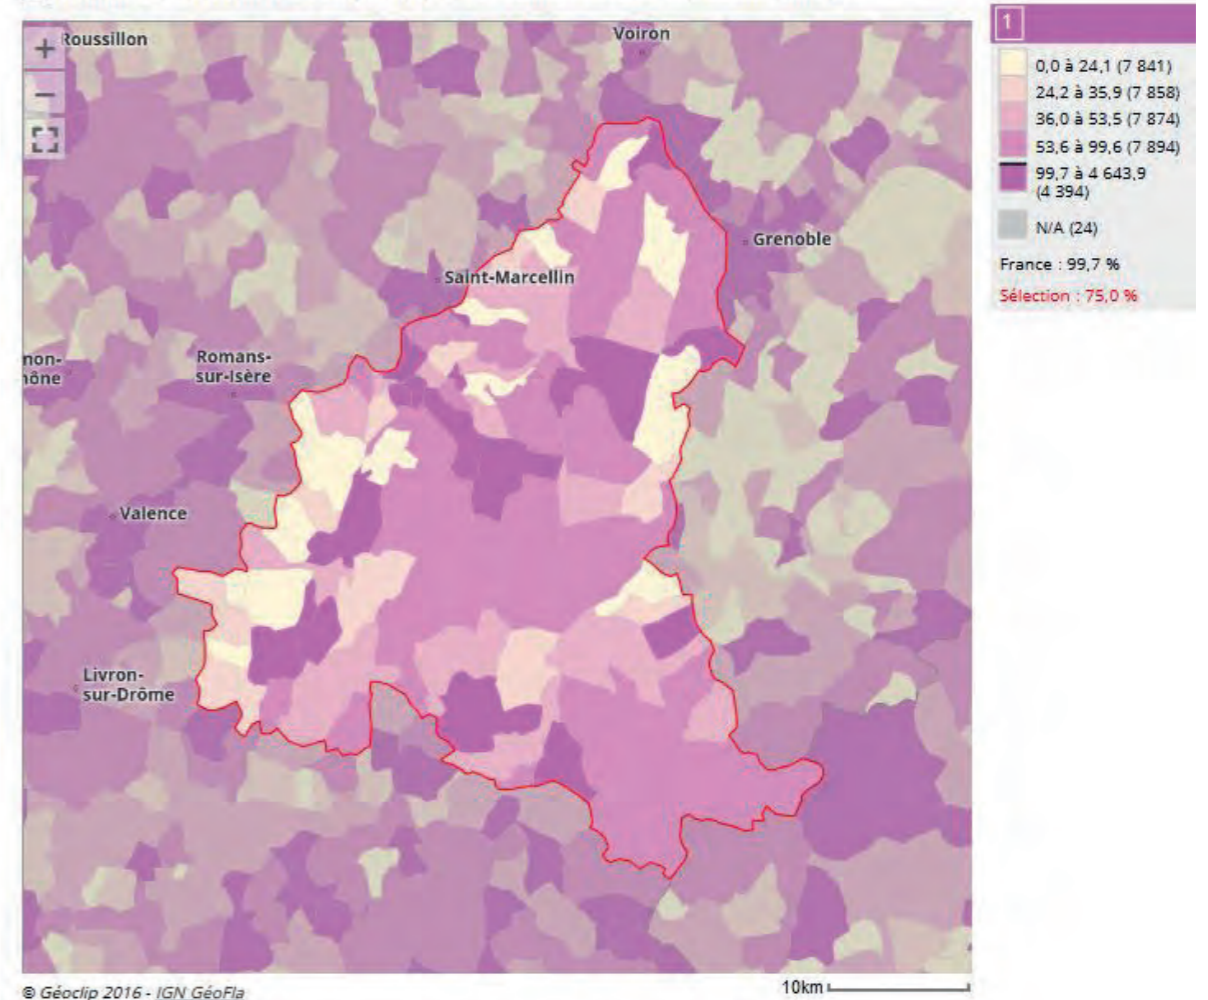 + Roussillon
Voiron
−
Grenoble
Saint-Marcellin
Romans-
sur-Isère
Valence
Livron-
sur-Drôme
10km
© Géoclip 2016 - IGN GéoFla
1
0,0 à 24,1 (7 841)
24,2 à 35,9 (7 858)
36,0 à 53,5 (7 874)
53,6 à 99,6 (7 894)
99,7 à 4 643,9
(4 394)
N/A (24)
France : 99,7 %
Sélection : 75,0 %